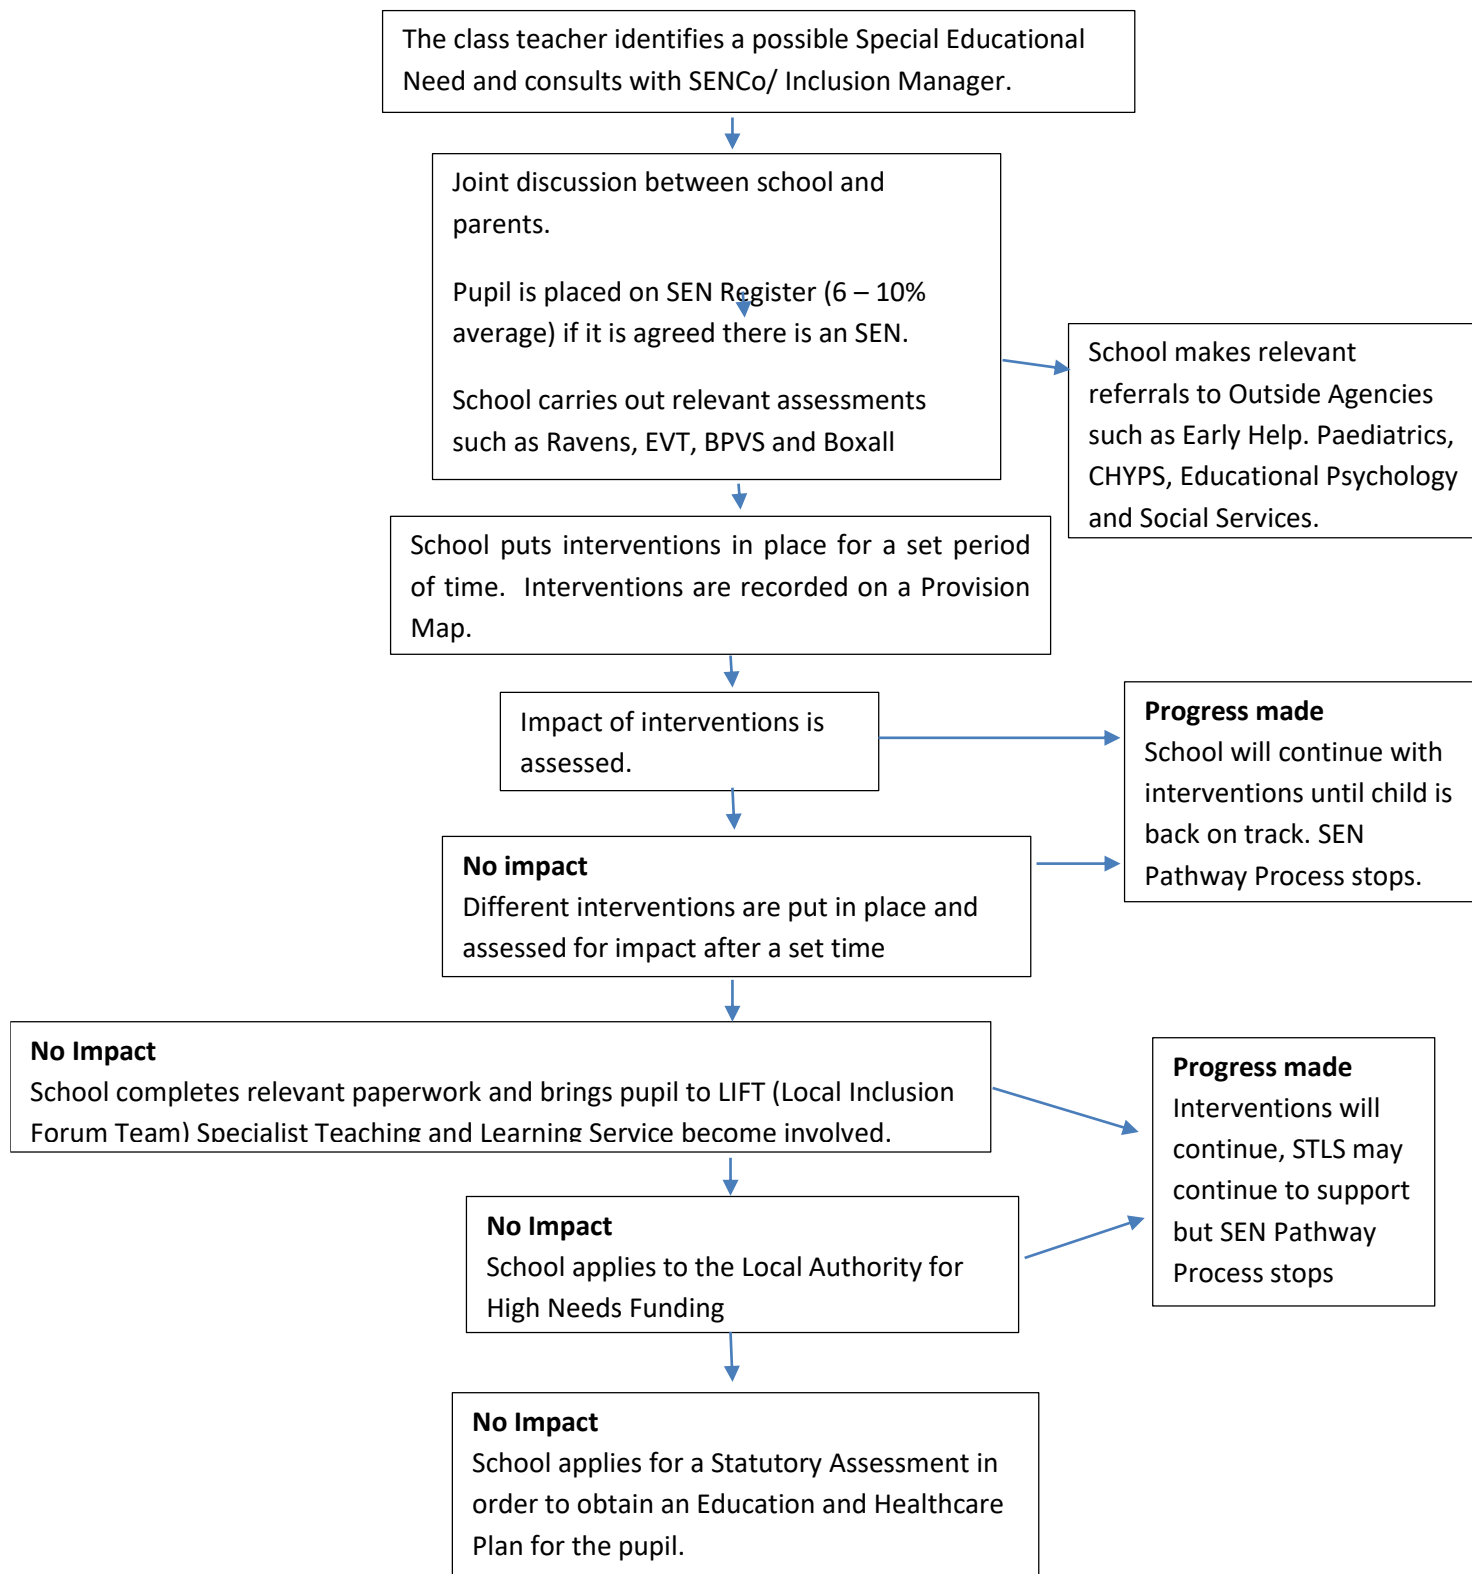 The class teacher identifies a possible Special Educational
Need and consults with SENCo/ Inclusion Manager.
Joint discussion between school and
parents.
Pupil is placed on SEN Register (6 – 10%
average) if it is agreed there is an SEN.
School carries out relevant assessments
such as Ravens, EVT, BPVS and Boxall
School makes relevant
referrals to Outside Agencies
such as Early Help. Paediatrics,
CHYPS, Educational Psychology
and Social Services.
School puts interventions in place for a set period
of time.  Interventions are recorded on a Provision
Map.
Impact of interventions is
assessed.
Progress made
School will continue with
interventions until child is
back on track. SEN
Pathway Process stops.
No impact
Different interventions are put in place and
assessed for impact after a set time
No Impact
School completes relevant paperwork and brings pupil to LIFT (Local Inclusion
Forum Team) Specialist Teaching and Learning Service become involved.
Progress made
Interventions will
continue, STLS may
continue to support
but SEN Pathway
Process stops
No Impact
School applies to the Local Authority for
High Needs Funding
No Impact
School applies for a Statutory Assessment in
order to obtain an Education and Healthcare
Plan for the pupil.